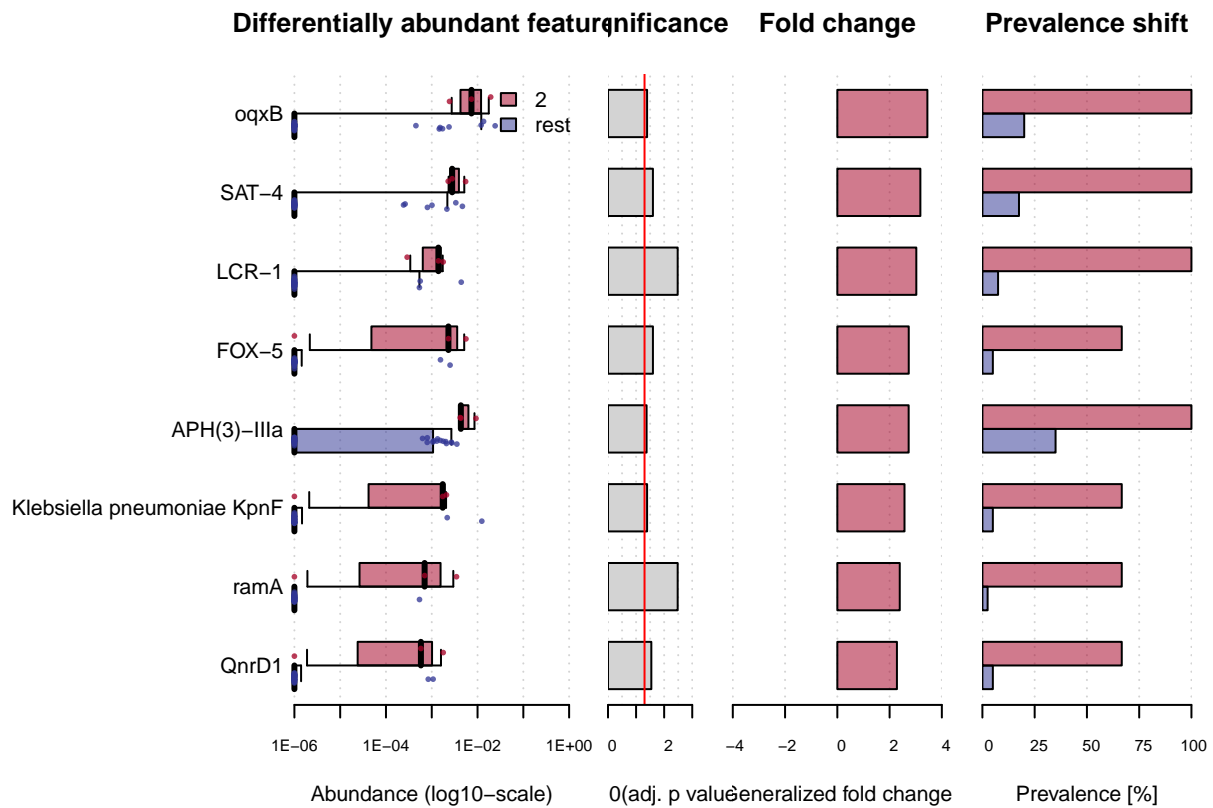 Differentially abundant feature
nificance
Fold change
Prevalence shift
2
rest
oqxB
SAT−4
LCR−1
FOX−5
APH(3)−IIIa
Klebsiella pneumoniae KpnF
ramA
QnrD1
1E−06 1E−04 1E−02 1E+00
0 2
−4 −2 0 2 4
0 25 50 75 100
Abundance (log10−scale)
0(adj. p value
Generalized fold change
Prevalence [%]